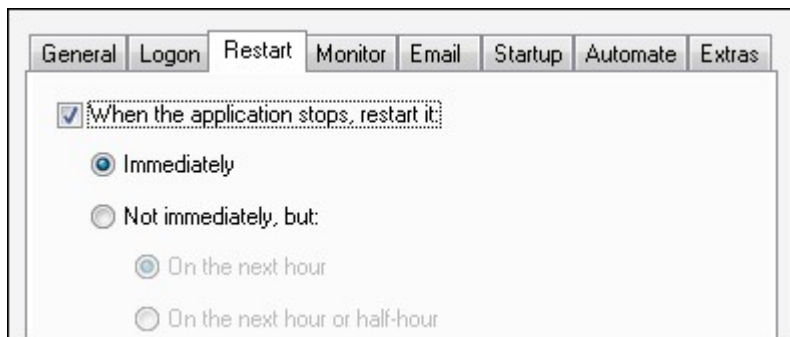 General Logon Restart Monitor Email Startup Automate Extras
When the application stops, restart it:
Immediately
Not immediately, but:
On the next hour
On the next hour or half-hour